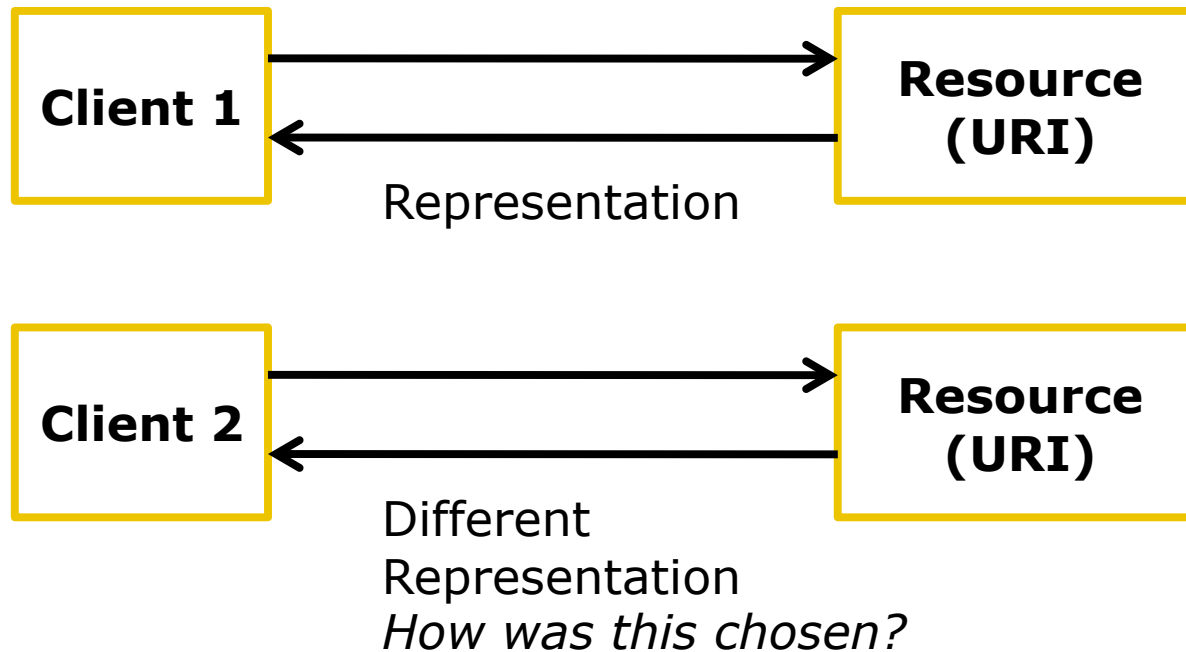 Client 1
Resource
(URI)
Representation
Client 2
Resource
(URI)
Different
Representation
How was this chosen?